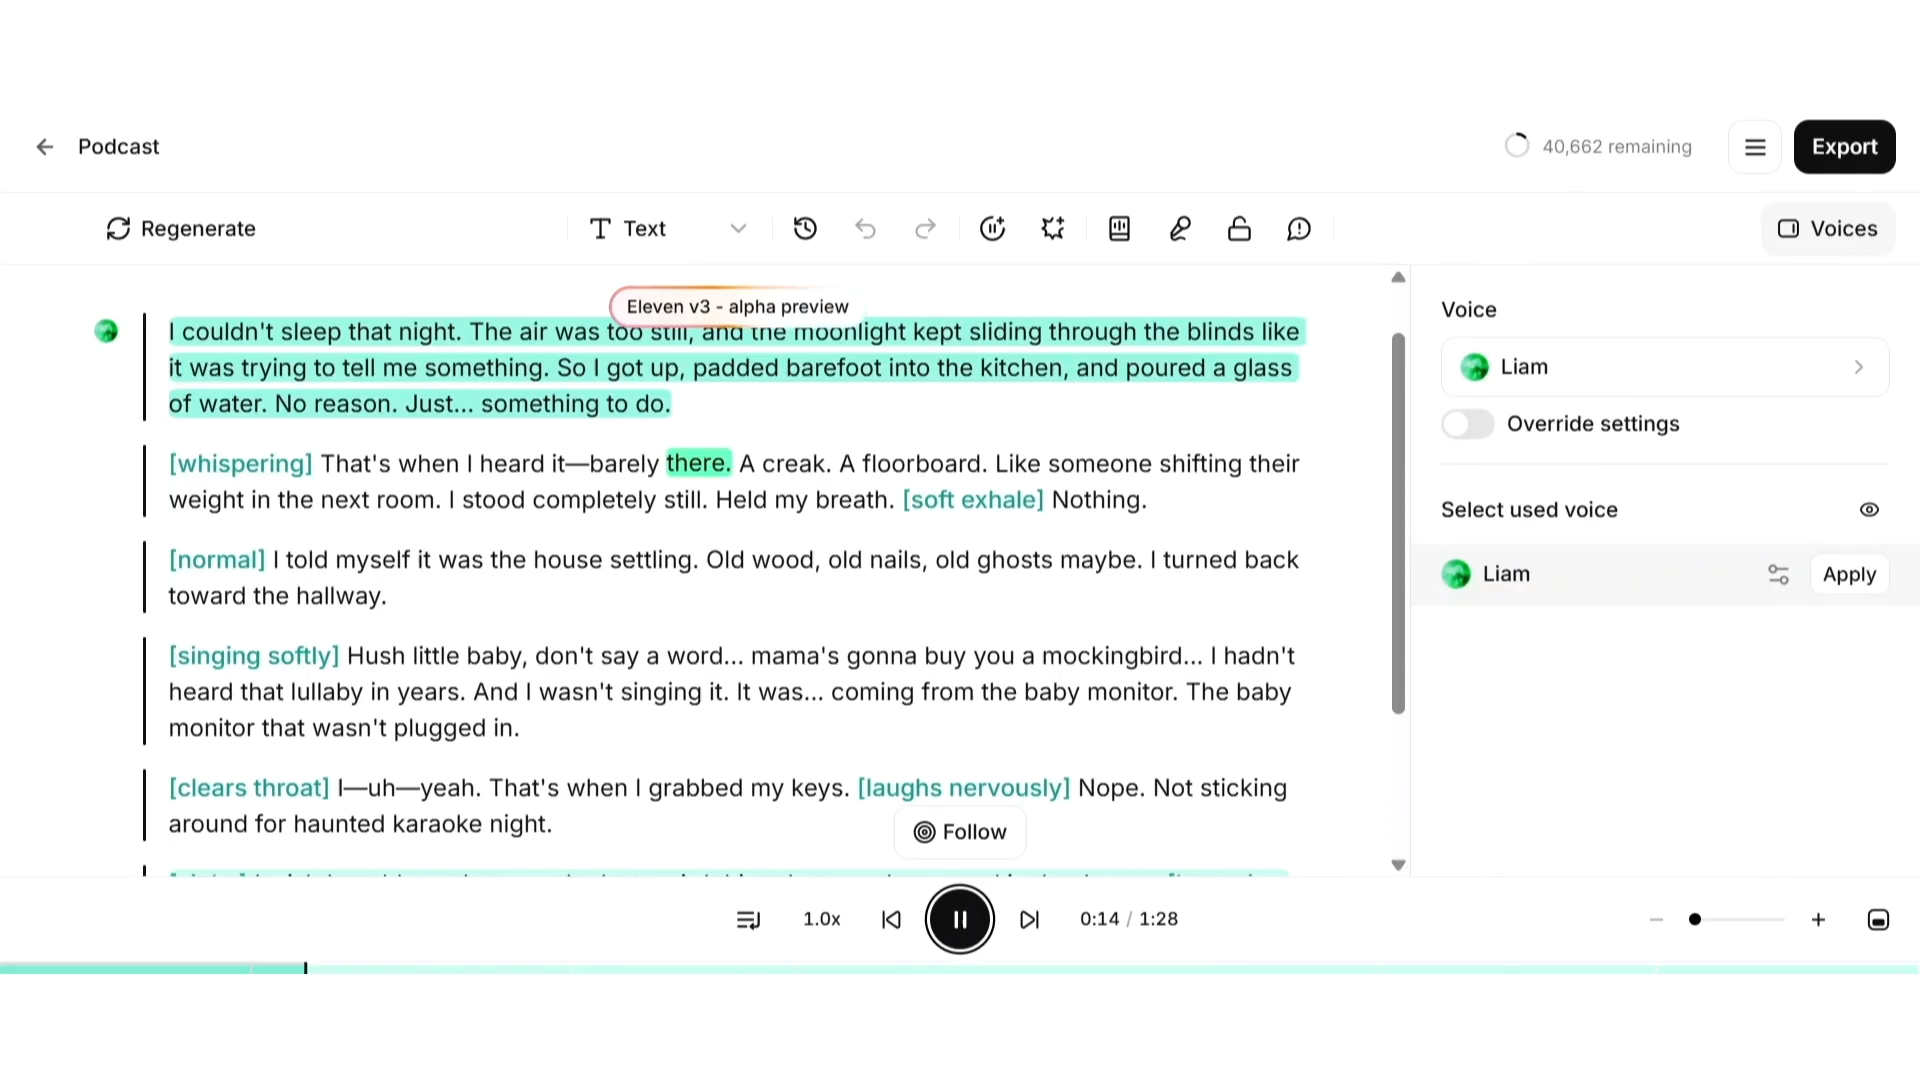 Podcast
40,662 remaining
Export
Regenerate
Text
Voices
Eleven v3 - alpha preview
I couldn't sleep that night. The air was too still, and the moonlight kept sliding through the blinds like
it was trying to tell me something. So I got up, padded barefoot into the kitchen, and poured a glass
of water. No reason. Just... something to do.
[whispering] That's when I heard it—barely there. A creak. A floorboard. Like someone shifting their
weight in the next room. I stood completely still. Held my breath. [soft exhale] Nothing.
[normal] I told myself it was the house settling. Old wood, old nails, old ghosts maybe. I turned back
toward the hallway.
[singing softly] Hush little baby, don't say a word... mama's gonna buy you a mockingbird... I hadn't
heard that lullaby in years. And I wasn't singing it. It was... coming from the baby monitor. The baby
monitor that wasn't plugged in.
[clears throat] I—uh—yeah. That's when I grabbed my keys. [laughs nervously] Nope. Not sticking
around for haunted karaoke night.
Follow
Voice
Liam
Override settings
Select used voice
Liam
Apply
1.0x
0:14 / 1:28